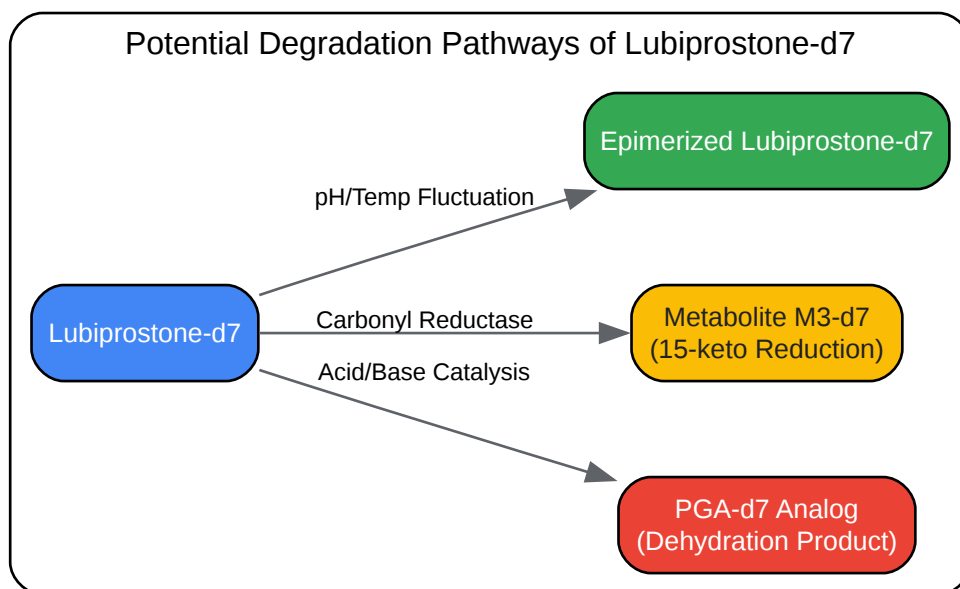 Potential Degradation Pathways of Lubiprostone-d7
Epimerized Lubiprostone-d7
pH/Temp Fluctuation
Lubiprostone-d7
Carbonyl Reductase
Metabolite M3-d7
(15-keto Reduction)
Acid/Base Catalysis
PGA-d7 Analog
(Dehydration Product)